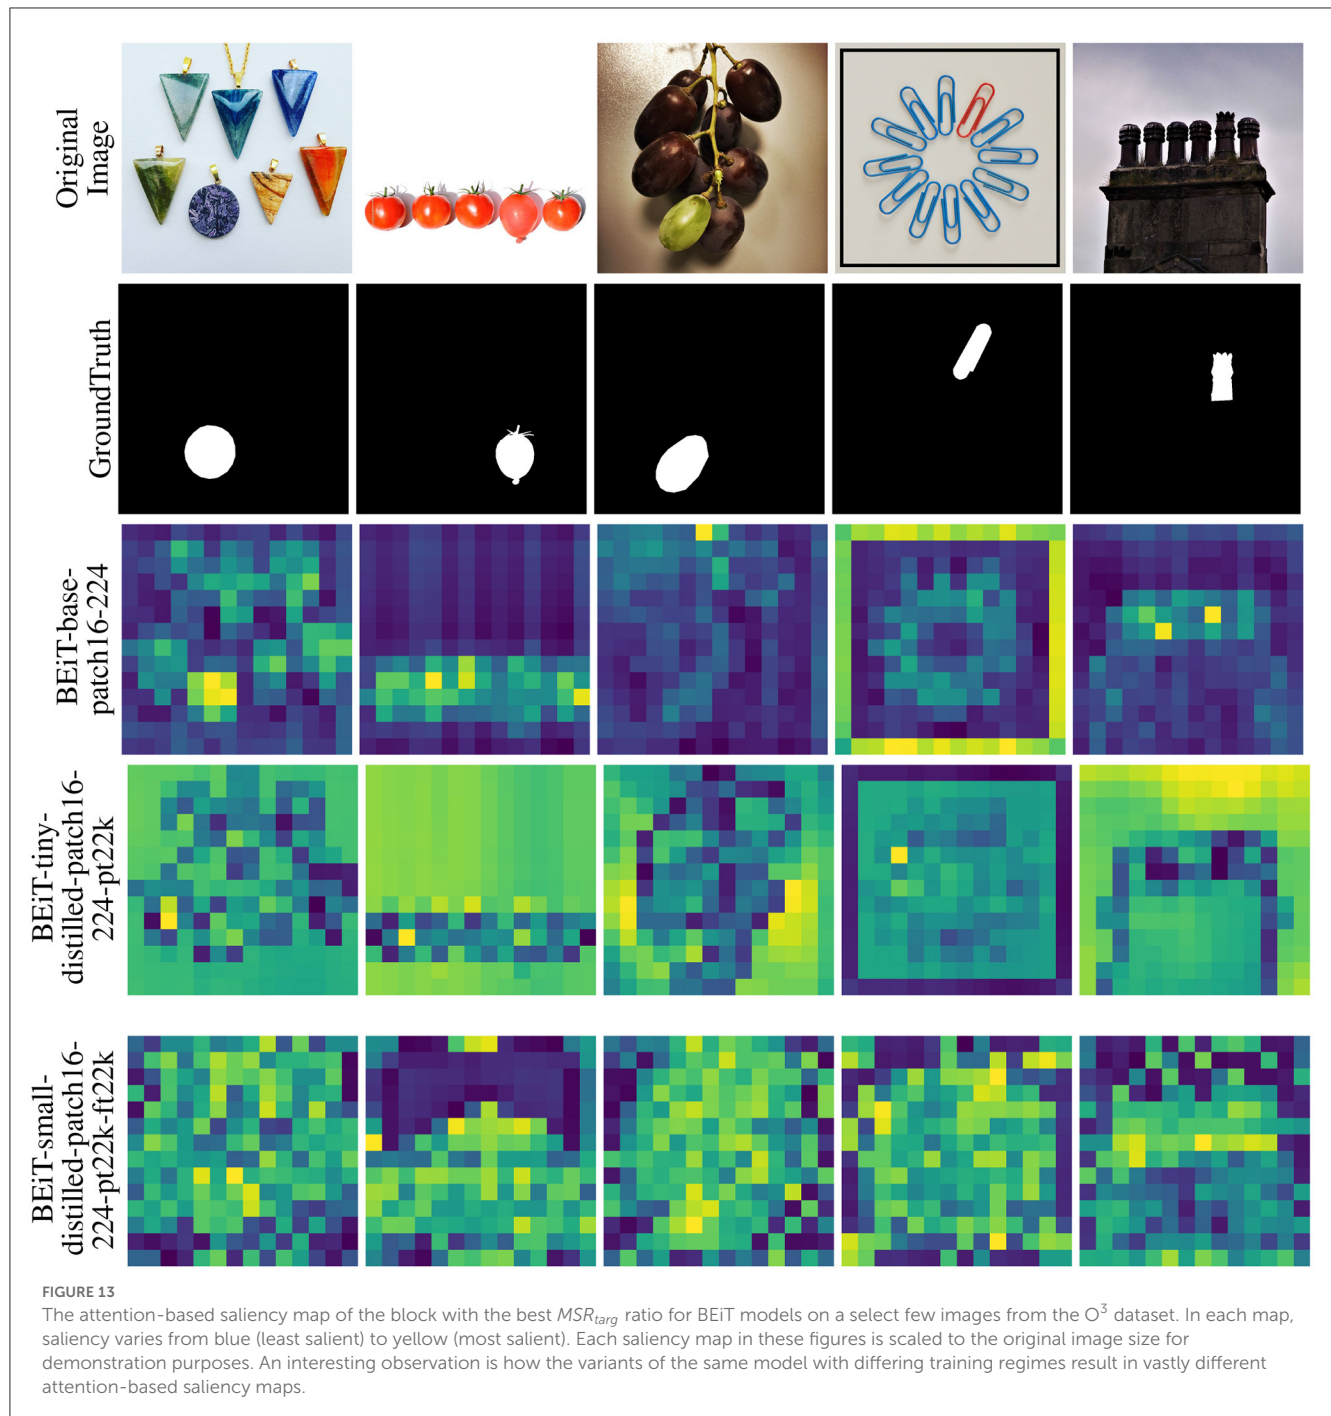 Original
Image
GroundTruth
BEiT-base-
patch16-224
BEiT-tiny-
distilled-patch16-
224-pt22k
BEiT-small-
distilled-patch16-
224-pt22k-ft22k
FIGURE 13
The attention-based saliency map of the block with the best MSR_targ ratio for BEiT models on a select few images from the O³ dataset. In each map,
saliency varies from blue (least salient) to yellow (most salient). Each saliency map in these figures is scaled to the original image size for
demonstration purposes. An interesting observation is how the variants of the same model with differing training regimes result in vastly different
attention-based saliency maps.